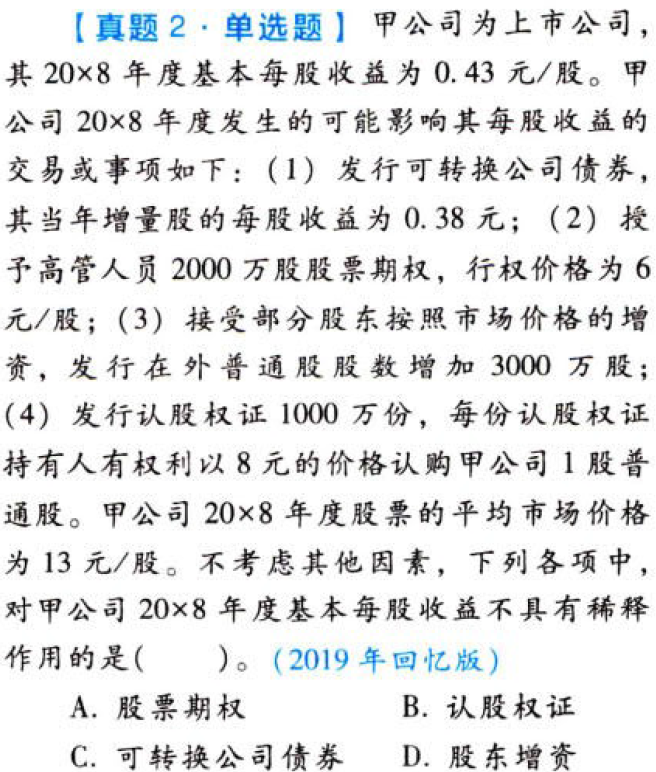 【真题 2·单选题】 甲公司为上市公司，
其 20×8 年度基本每股收益为 0.43 元/股。甲
公司 20×8 年度发生的可能影响其每股收益的
交易或事项如下：（1）发行可转换公司债券，
其当年增量股的每股收益为 0.38 元；（2）授
予高管人员 2000 万股股票期权，行权价格为 6
元/股；（3）接受部分股东按照市场价格的增
资，发行在外普通股股数增加 3000 万股；
（4）发行认股权证 1000 万份，每份认股权证
持有人有权利以 8 元的价格认购甲公司 1 股普
通股。甲公司 20×8 年度股票的平均市场价格
为 13 元/股。不考虑其他因素，下列各项中，
对甲公司 20×8 年度基本每股收益不具有稀释
作用的是(　　)。（2019 年回忆版）
A. 股票期权　　B. 认股权证
C. 可转换公司债券　　D. 股东增资